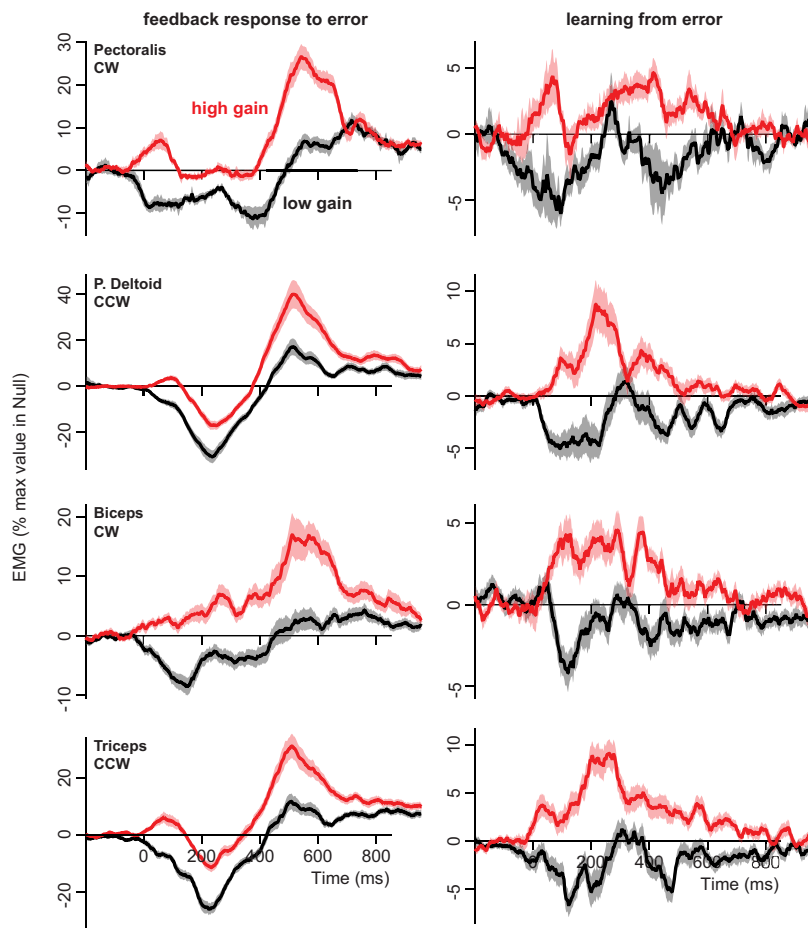 feedback response to error
learning from error
EMG (% max value in Null)
Pectoralis
CW
30
20
10
0
-10
high gain
low gain
5
0
-5
P. Deltoid
CCW
40
20
0
-20
10
5
0
-5
Biceps
CW
20
10
0
-10
5
0
-5
Triceps
CCW
20
0
-20
0
200
400
600
800
Time (ms)
10
5
0
-5
0
200
400
600
800
Time (ms)